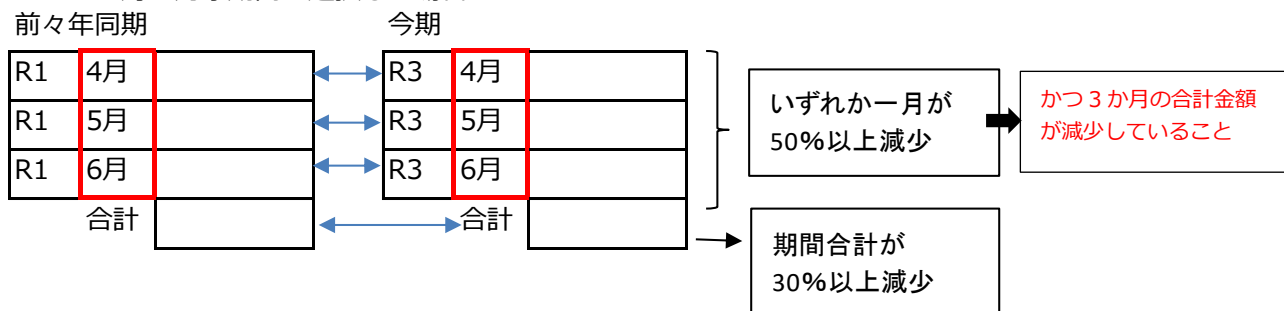 前々年同期
今期
R1 4月
R3 4月
R1 5月
R3 5月
R1 6月
R3 6月
合計
合計
いずれか一月が
50%以上減少
かつ3か月の合計金額
が減少していること
期間合計が
30%以上減少